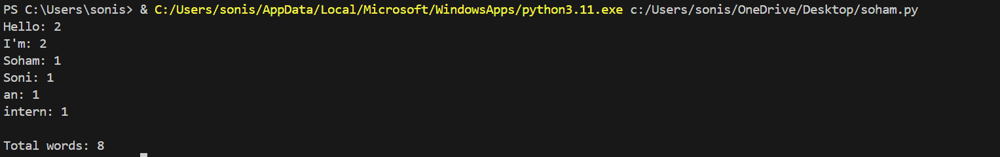 PS C:\Users\sonis> & C:/Users/sonis/AppData/Local/Microsoft/WindowsApps/python3.11.exe c:/Users/sonis/OneDrive/Desktop/soham.py
Hello: 2
I'm: 2
Soham: 1
Soni: 1
an: 1
intern: 1
Total words: 8